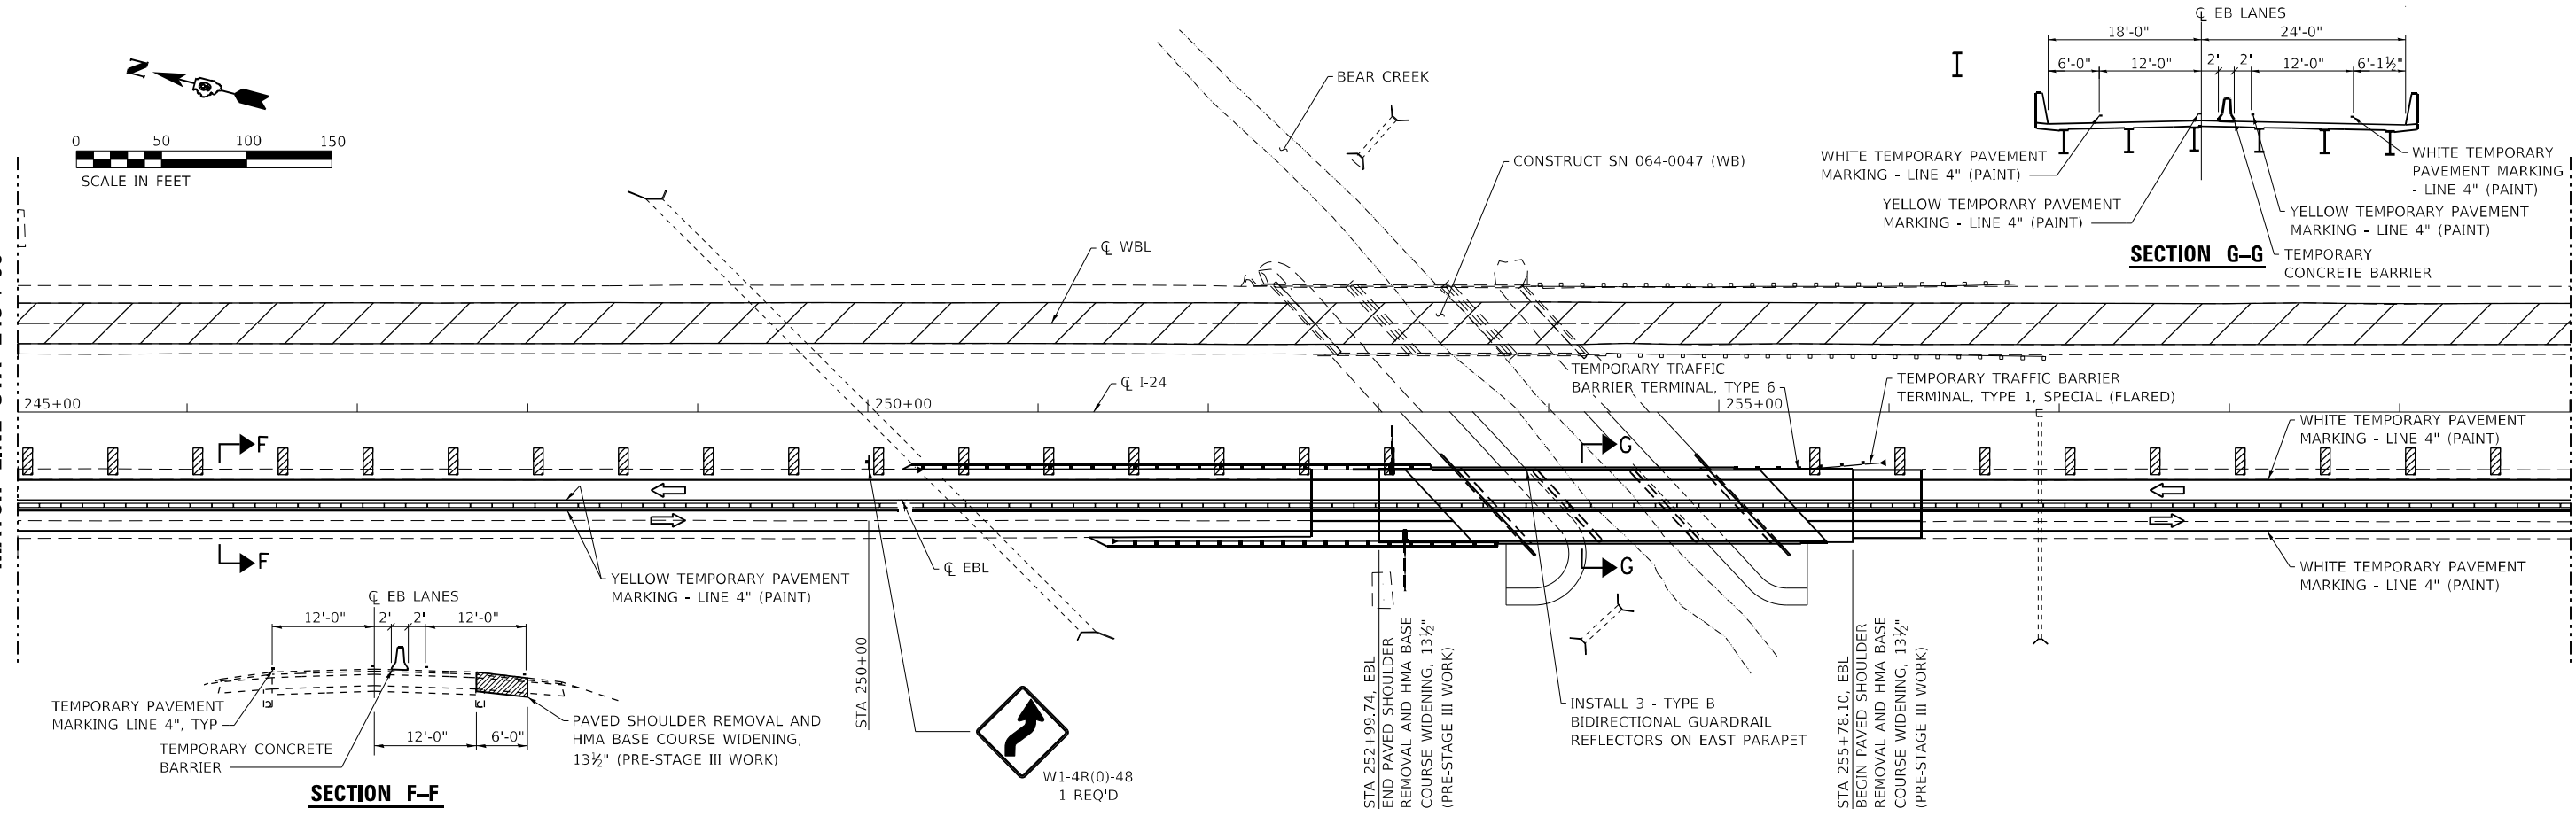 N
0 50 100 150
SCALE IN FEET
BEAR CREEK
CONSTRUCT SN 064-0047 (WB)
℄ WBL
℄ I-24
245+00
250+00
255+00
TEMPORARY TRAFFIC
BARRIER TERMINAL, TYPE 6
TEMPORARY TRAFFIC BARRIER
TERMINAL, TYPE 1, SPECIAL (FLARED)
WHITE TEMPORARY PAVEMENT
MARKING - LINE 4" (PAINT)
WHITE TEMPORARY PAVEMENT
MARKING - LINE 4" (PAINT)
F
F
G
G
℄ EBL
YELLOW TEMPORARY PAVEMENT
MARKING - LINE 4" (PAINT)
℄ EB LANES
18'-0" 24'-0"
6'-0" 12'-0" 2' 2' 12'-0" 6'-1½"
WHITE TEMPORARY PAVEMENT
MARKING - LINE 4" (PAINT)
YELLOW TEMPORARY PAVEMENT
MARKING - LINE 4" (PAINT)
WHITE TEMPORARY
PAVEMENT MARKING
- LINE 4" (PAINT)
YELLOW TEMPORARY PAVEMENT
MARKING - LINE 4" (PAINT)
TEMPORARY
CONCRETE BARRIER
SECTION G-G
℄ EB LANES
12'-0" 2' 2' 12'-0"
TEMPORARY PAVEMENT
MARKING LINE 4", TYP
TEMPORARY CONCRETE
BARRIER
12'-0" 6'-0"
PAVED SHOULDER REMOVAL AND
HMA BASE COURSE WIDENING,
13½" (PRE-STAGE III WORK)
SECTION F-F
STA 250+00
W1-4R(0)-48
1 REQ'D
STA 252+99.74, EBL
END PAVED SHOULDER
REMOVAL AND HMA BASE
COURSE WIDENING, 13½"
(PRE-STAGE III WORK)
INSTALL 3 - TYPE B
BIDIRECTIONAL GUARDRAIL
REFLECTORS ON EAST PARAPET
STA 255+78.10, EBL
BEGIN PAVED SHOULDER
REMOVAL AND HMA BASE
COURSE WIDENING, 13½"
(PRE-STAGE III WORK)